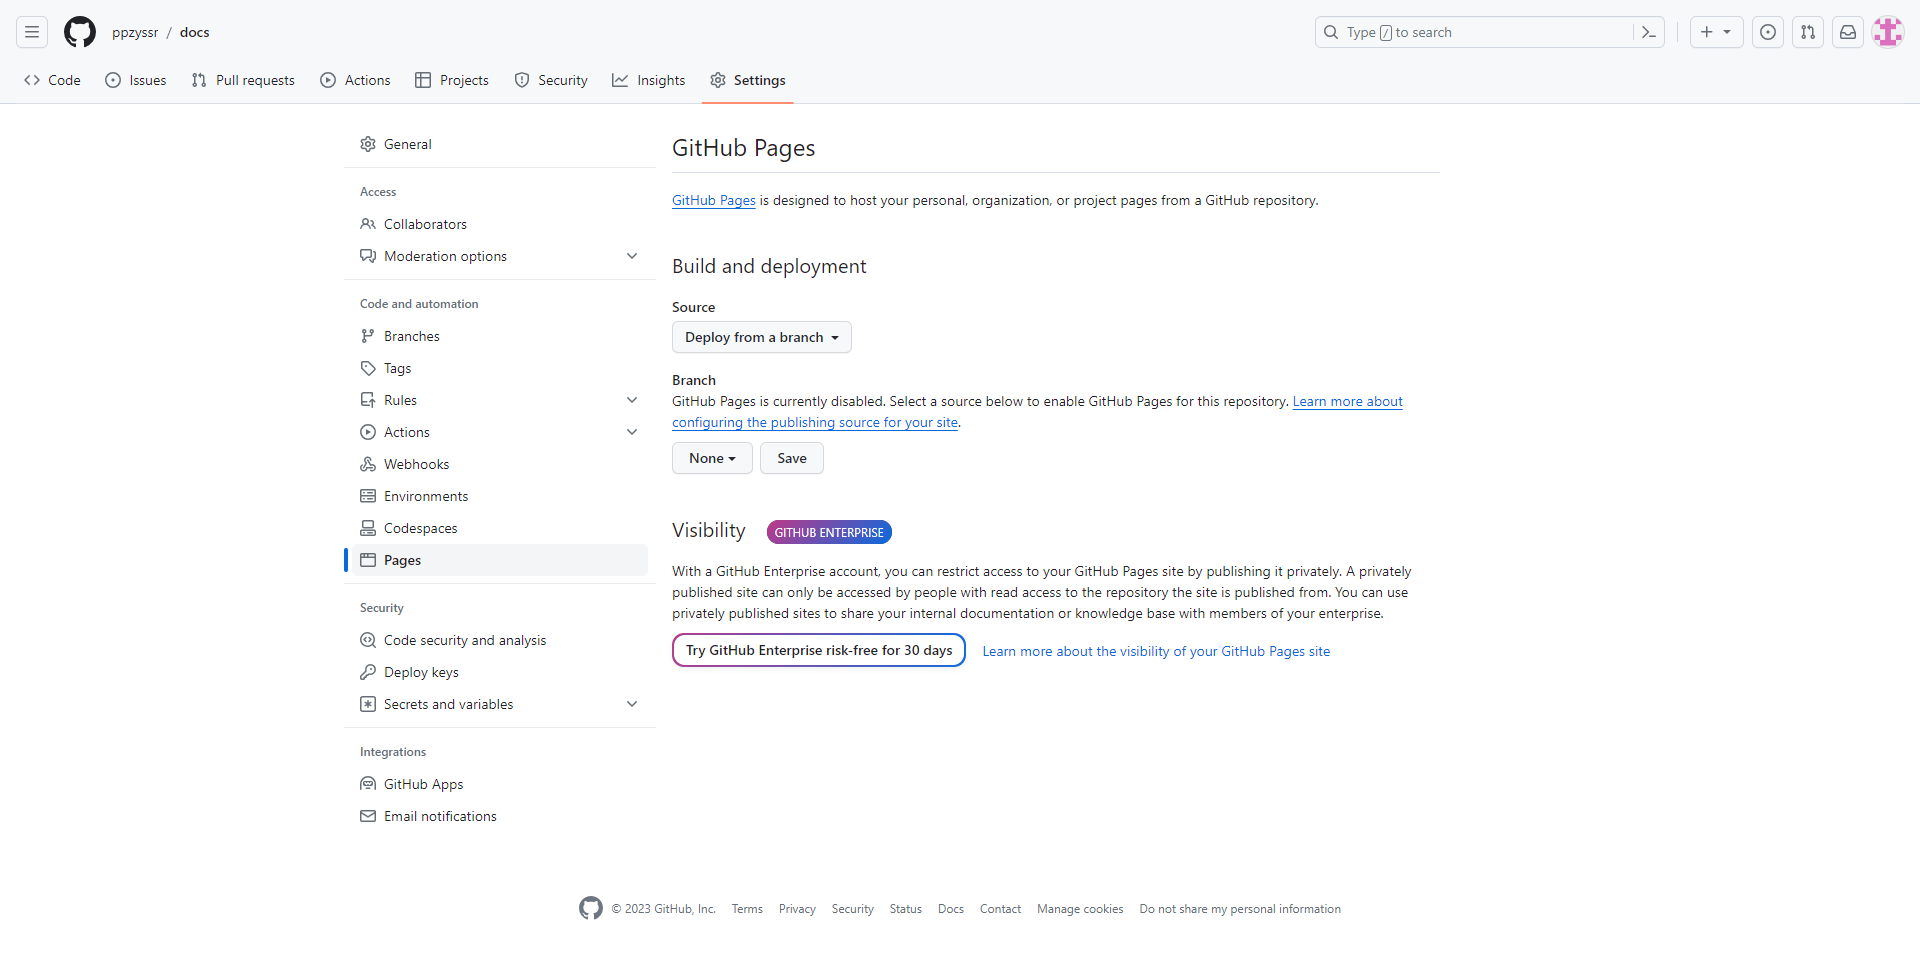 ppzyssr / docs
Type / to search
Code
Issues
Pull requests
Actions
Projects
Security
Insights
Settings
General
Access
Collaborators
Moderation options
Code and automation
Branches
Tags
Rules
Actions
Webhooks
Environments
Codespaces
Pages
Security
Code security and analysis
Deploy keys
Secrets and variables
Integrations
GitHub Apps
Email notifications
GitHub Pages
GitHub Pages is designed to host your personal, organization, or project pages from a GitHub repository.
Build and deployment
Source
Deploy from a branch
Branch
GitHub Pages is currently disabled. Select a source below to enable GitHub Pages for this repository. Learn more about
configuring the publishing source for your site.
None
Save
Visibility
GITHUB ENTERPRISE
With a GitHub Enterprise account, you can restrict access to your GitHub Pages site by publishing it privately. A privately
published site can only be accessed by people with read access to the repository the site is published from. You can use
privately published sites to share your internal documentation or knowledge base with members of your enterprise.
Try GitHub Enterprise risk-free for 30 days
Learn more about the visibility of your GitHub Pages site
© 2023 GitHub, Inc.
Terms
Privacy
Security
Status
Docs
Contact
Manage cookies
Do not share my personal information